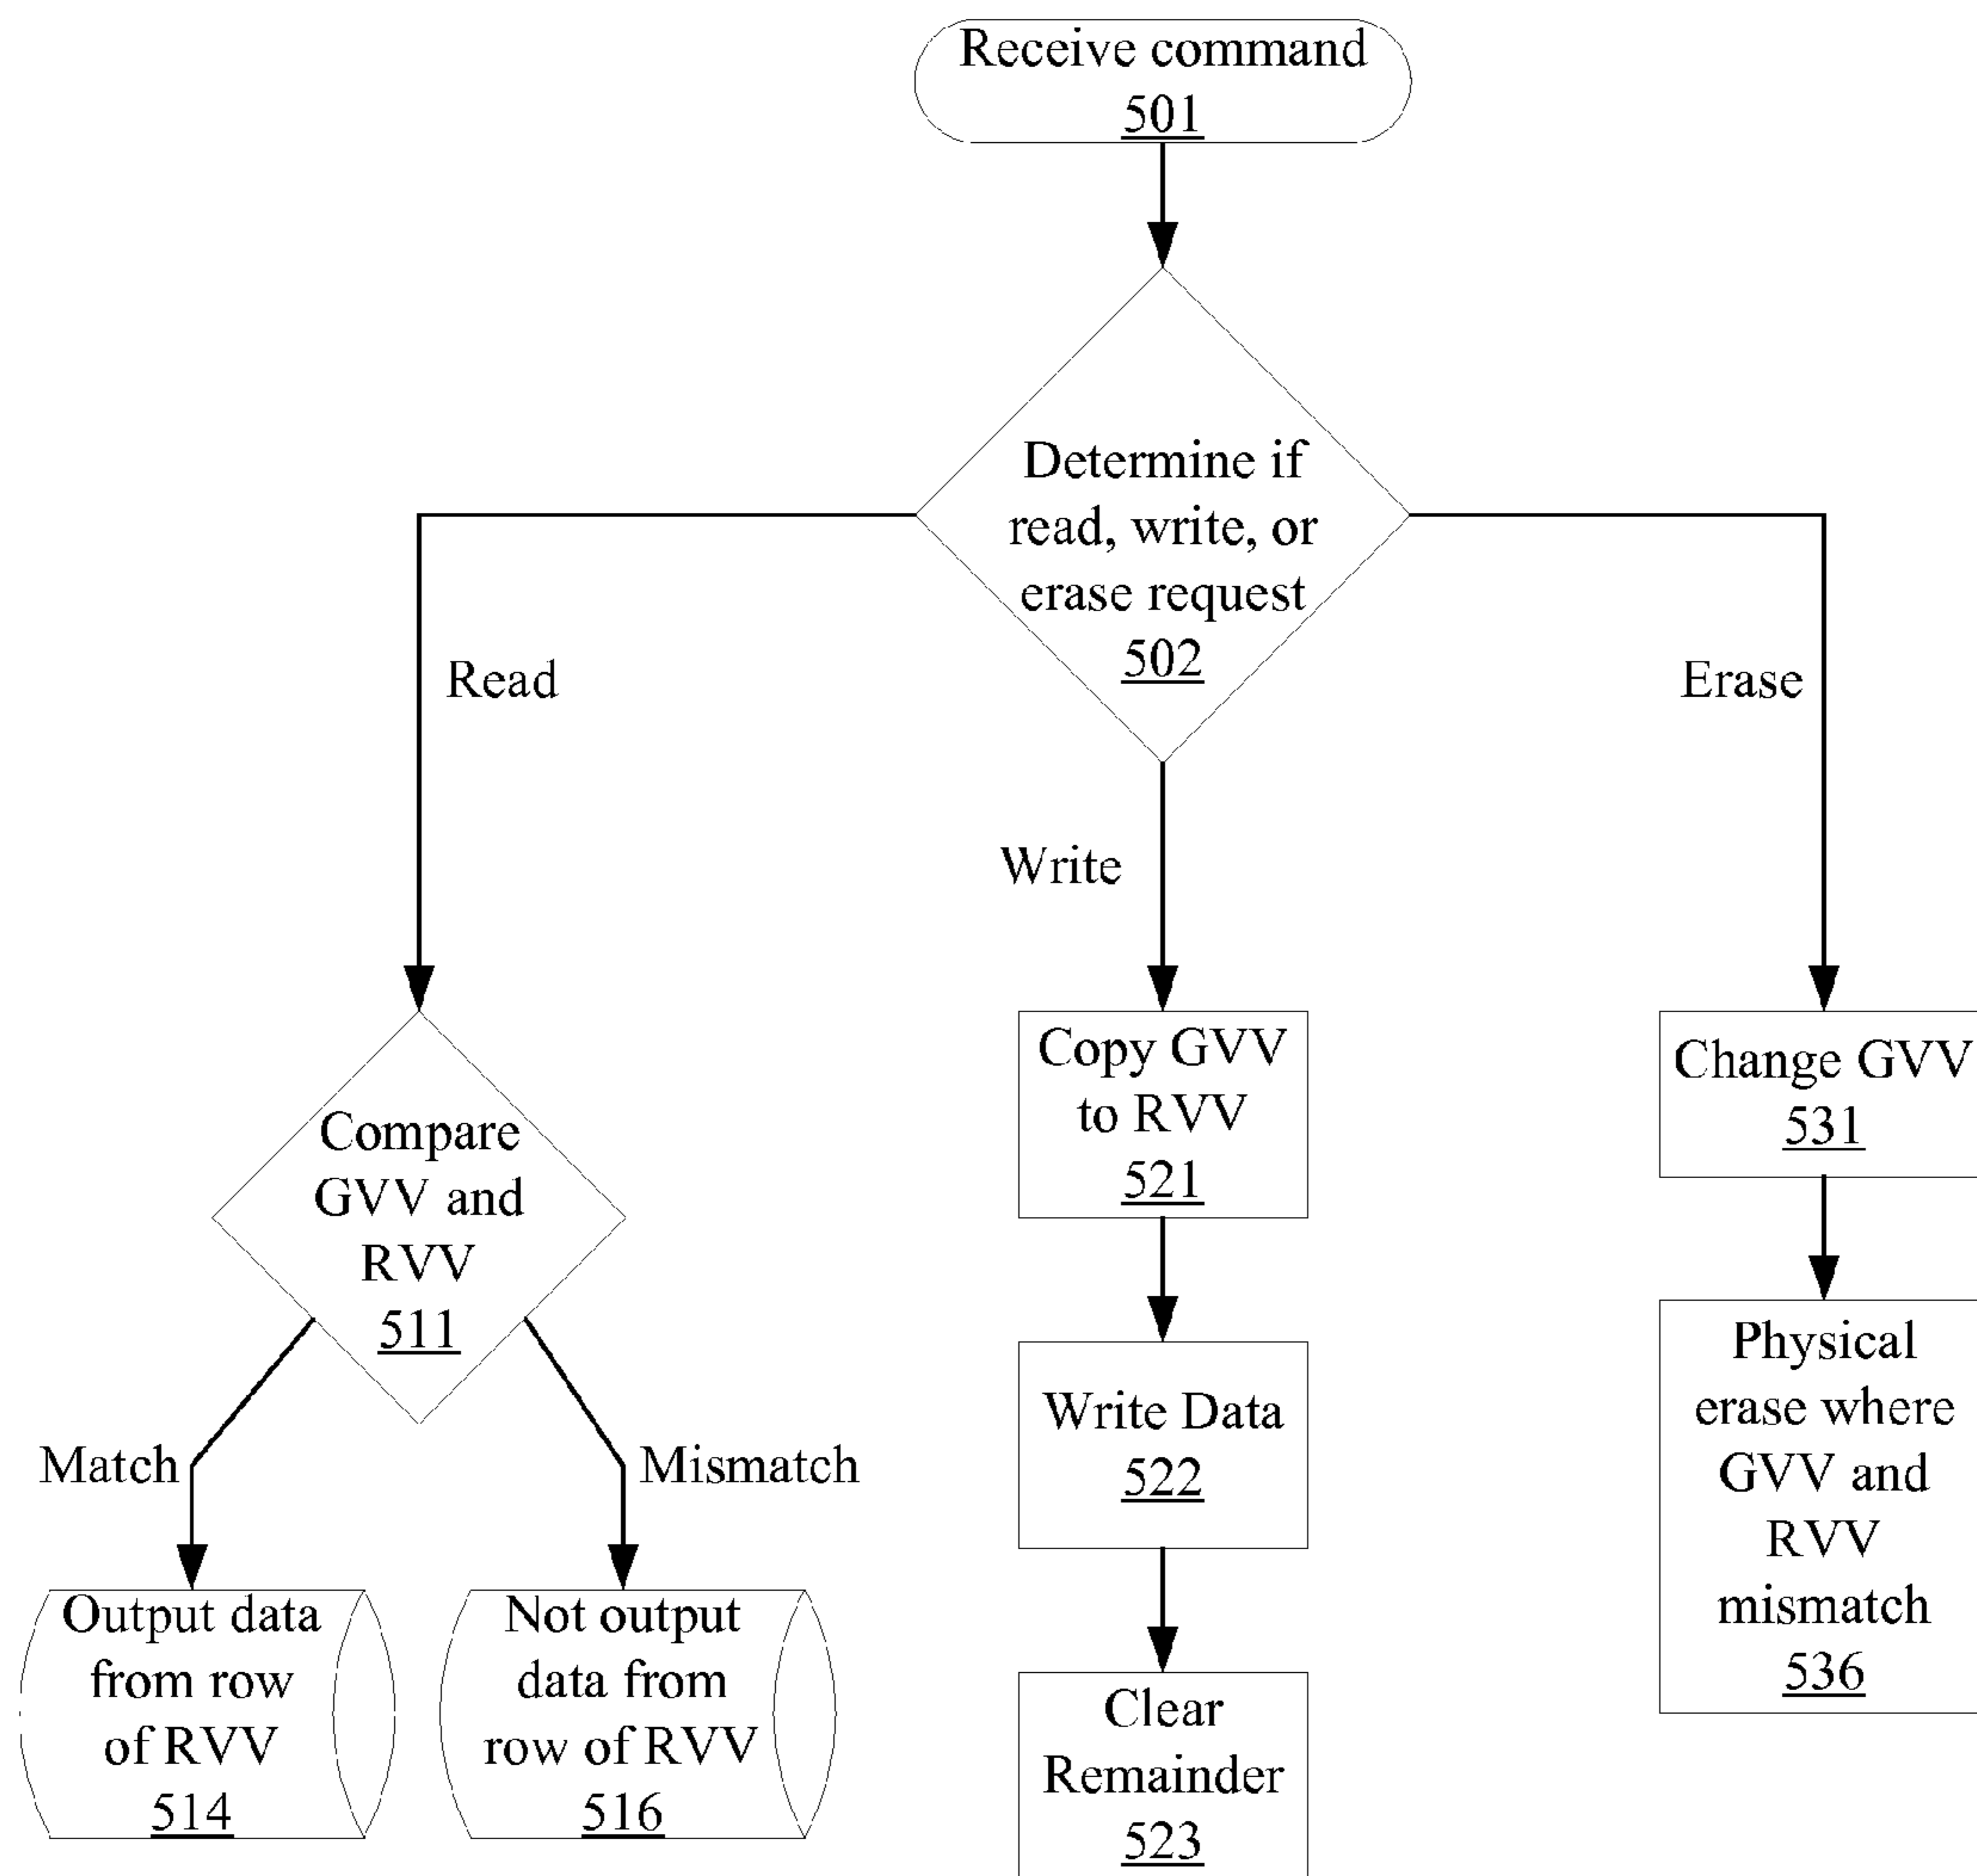 Receive command
501
Determine if
read, write, or
erase request
502
Read
Write
Erase
Compare
GVV and
RVV
511
Match
Mismatch
Output data
from row
of RVV
514
Not output
data from
row of RVV
516
Copy GVV
to RVV
521
Write Data
522
Clear
Remainder
523
Change GVV
531
Physical
erase where
GVV and
RVV
mismatch
536